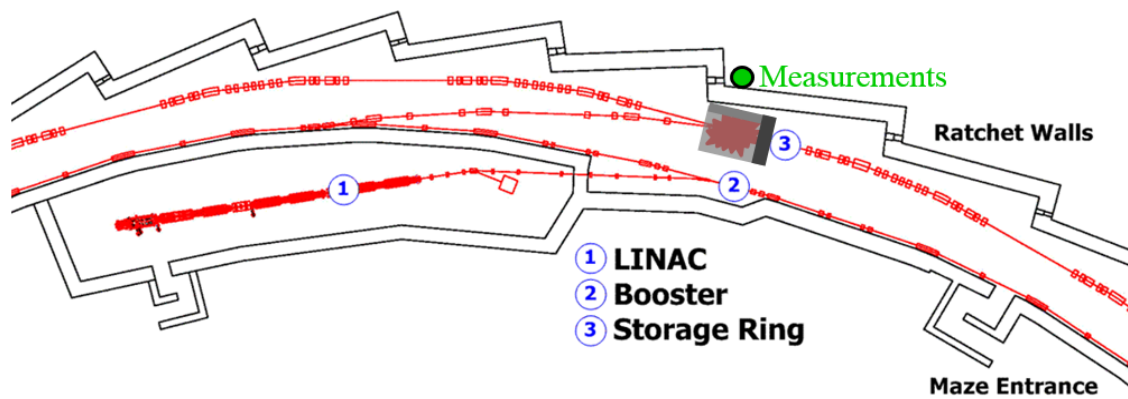 Measurements
Ratchet Walls
3
1
2
1 LINAC
2 Booster
3 Storage Ring
Maze Entrance